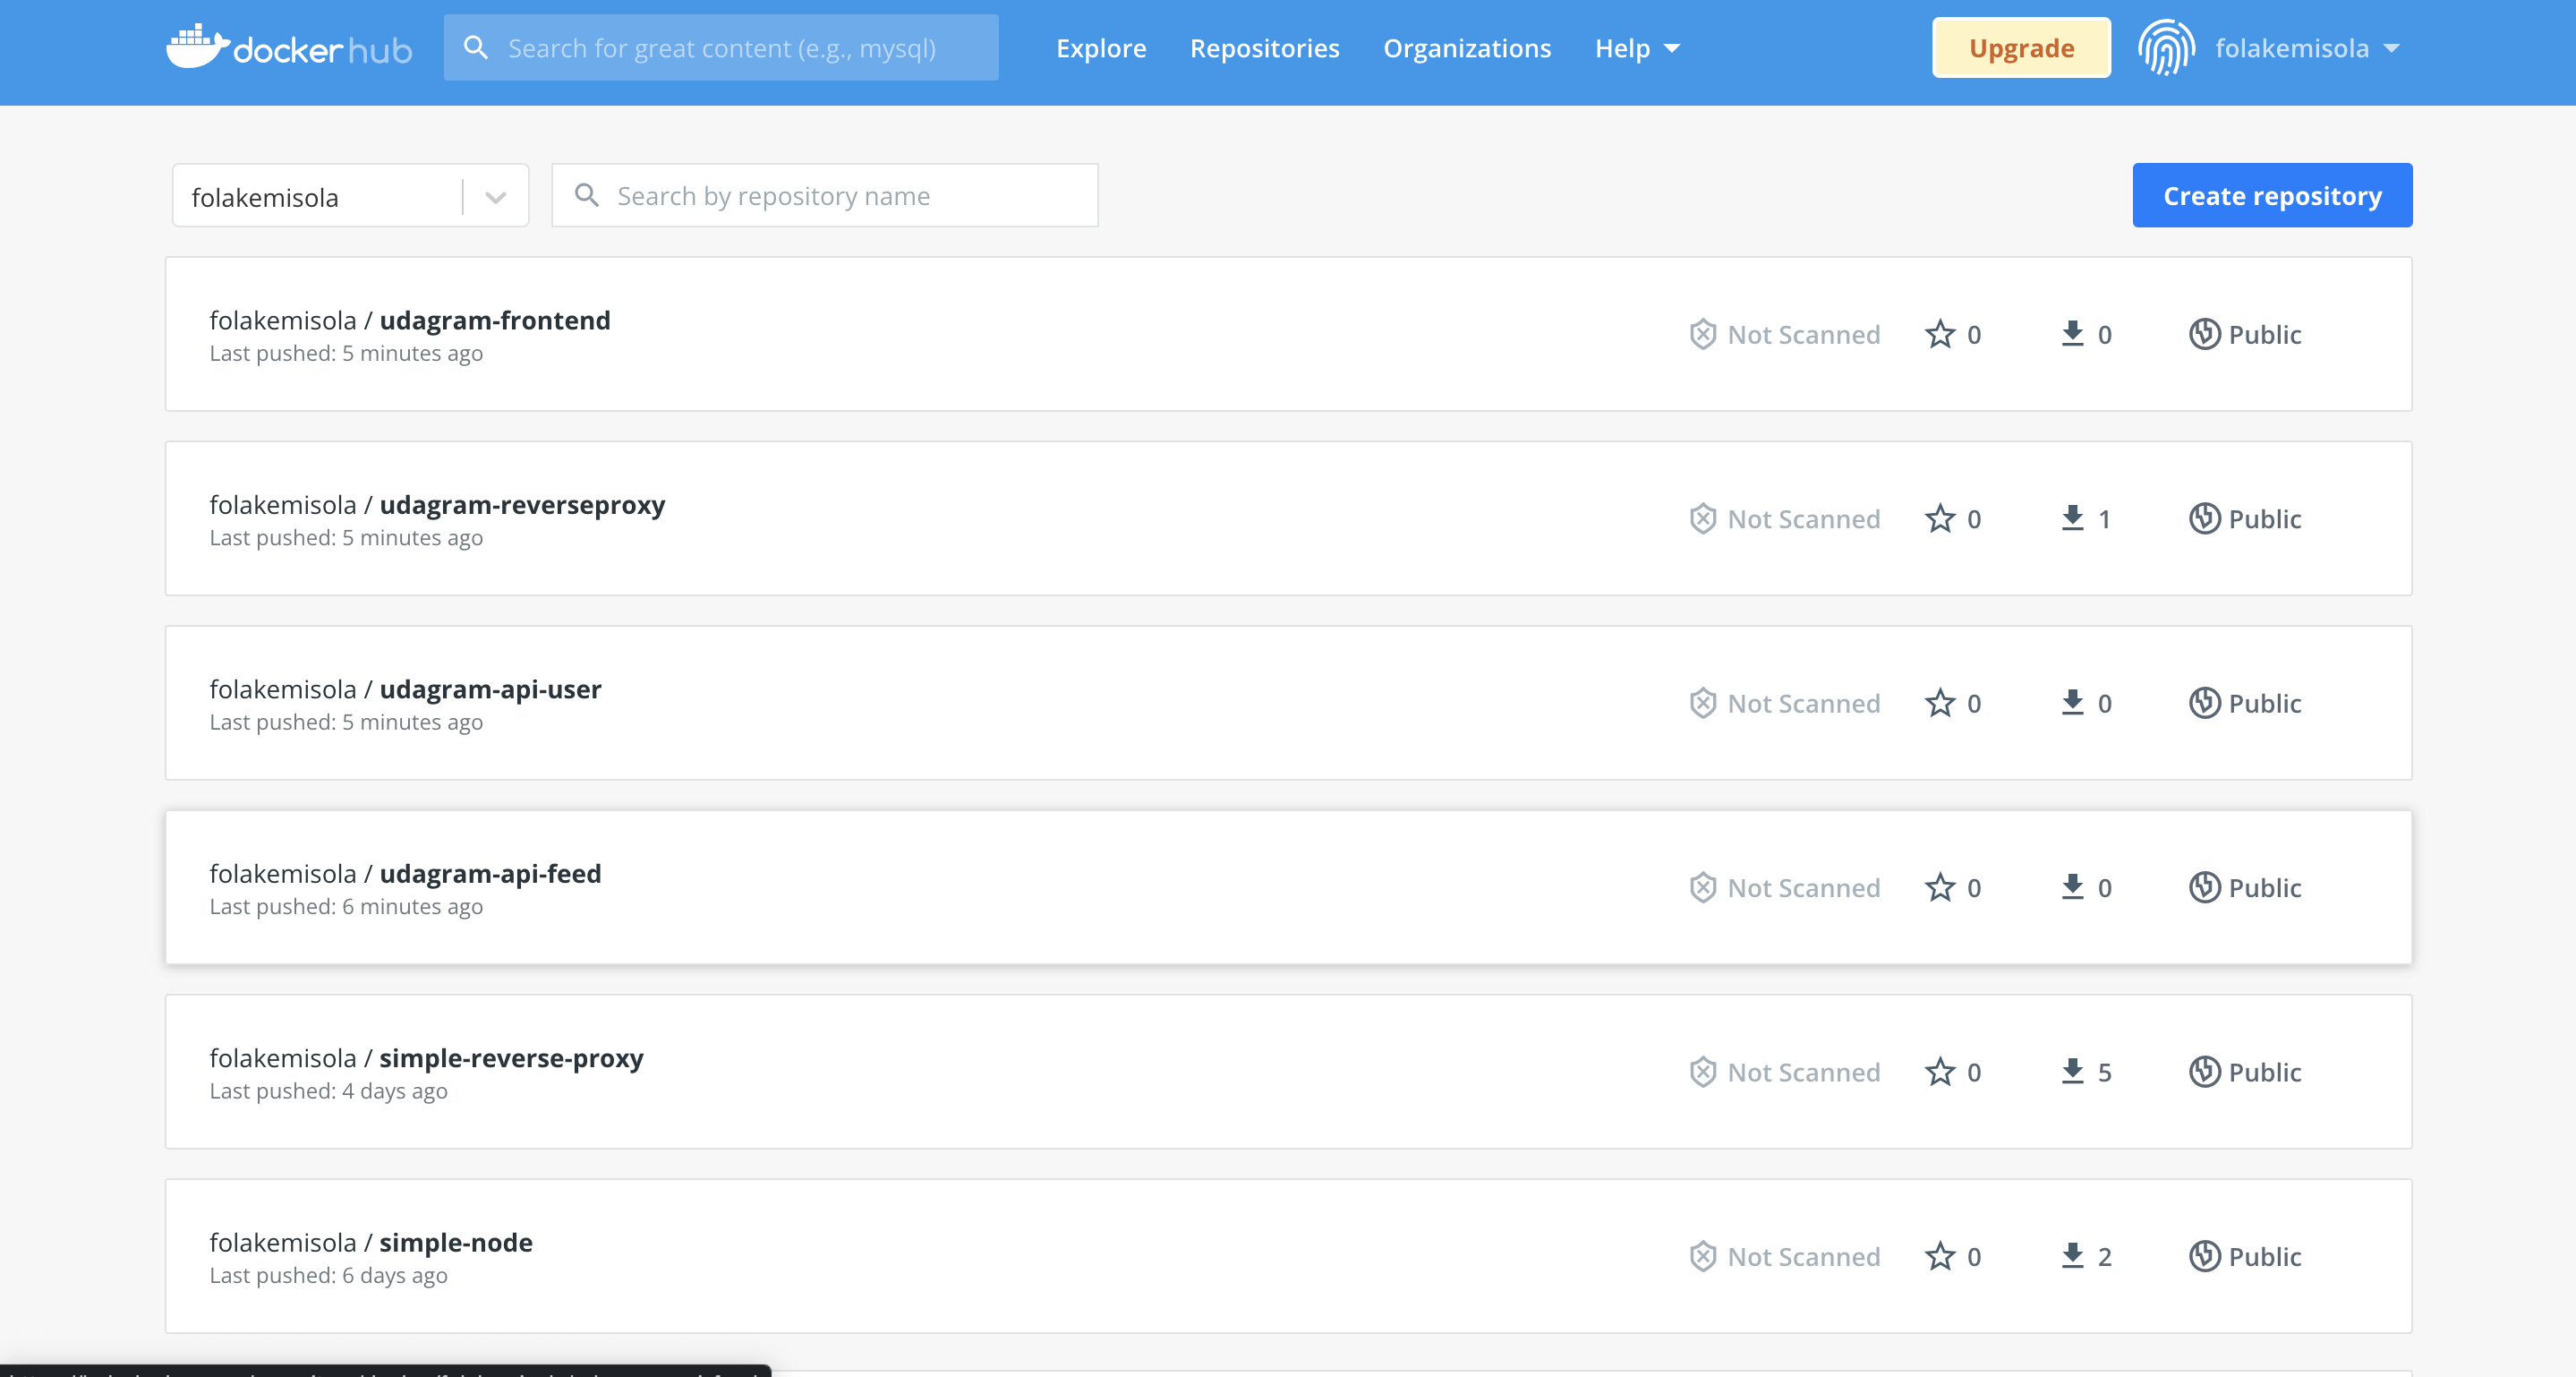 docker hub
Search for great content (e.g., mysql)
Explore
Repositories
Organizations
Help
Upgrade
folakemisola
folakemisola
Search by repository name
Create repository
folakemisola / udagram-frontend
Last pushed: 5 minutes ago
Not Scanned
0
0
Public
folakemisola / udagram-reverseproxy
Last pushed: 5 minutes ago
Not Scanned
0
1
Public
folakemisola / udagram-api-user
Last pushed: 5 minutes ago
Not Scanned
0
0
Public
folakemisola / udagram-api-feed
Last pushed: 6 minutes ago
Not Scanned
0
0
Public
folakemisola / simple-reverse-proxy
Last pushed: 4 days ago
Not Scanned
0
5
Public
folakemisola / simple-node
Last pushed: 6 days ago
Not Scanned
0
2
Public